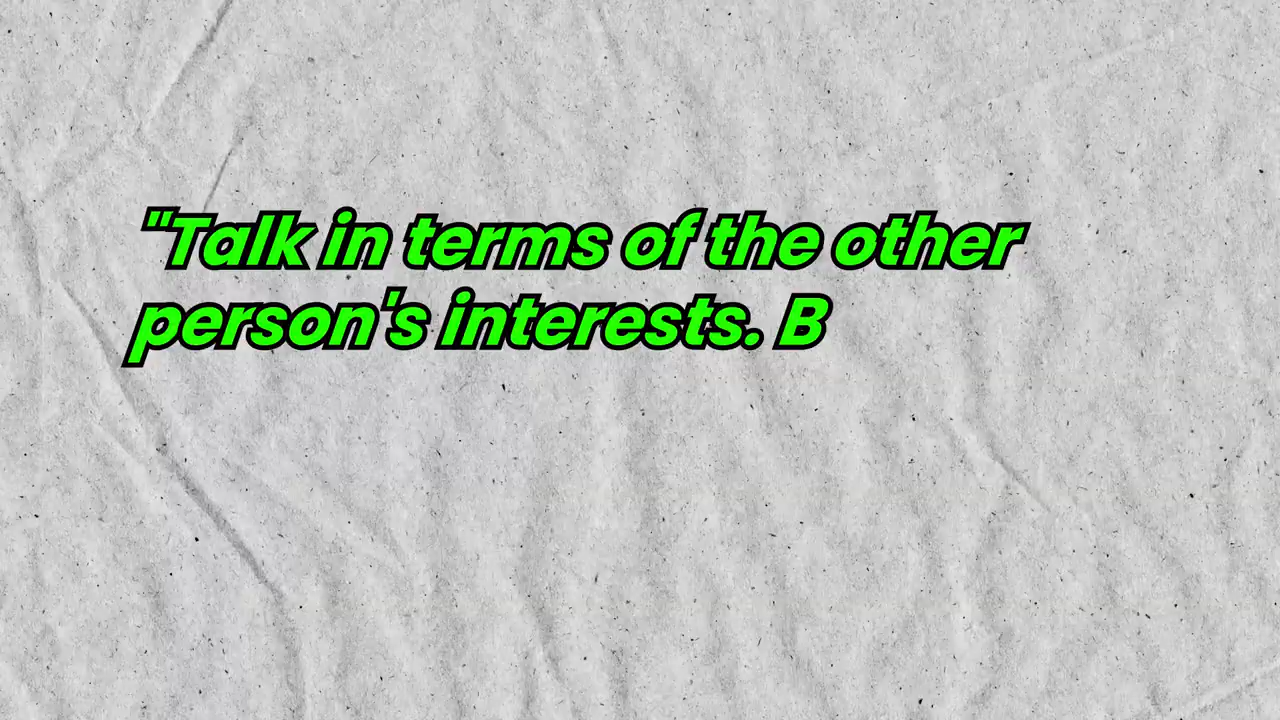 "Talk in terms of the other
person's interests. B